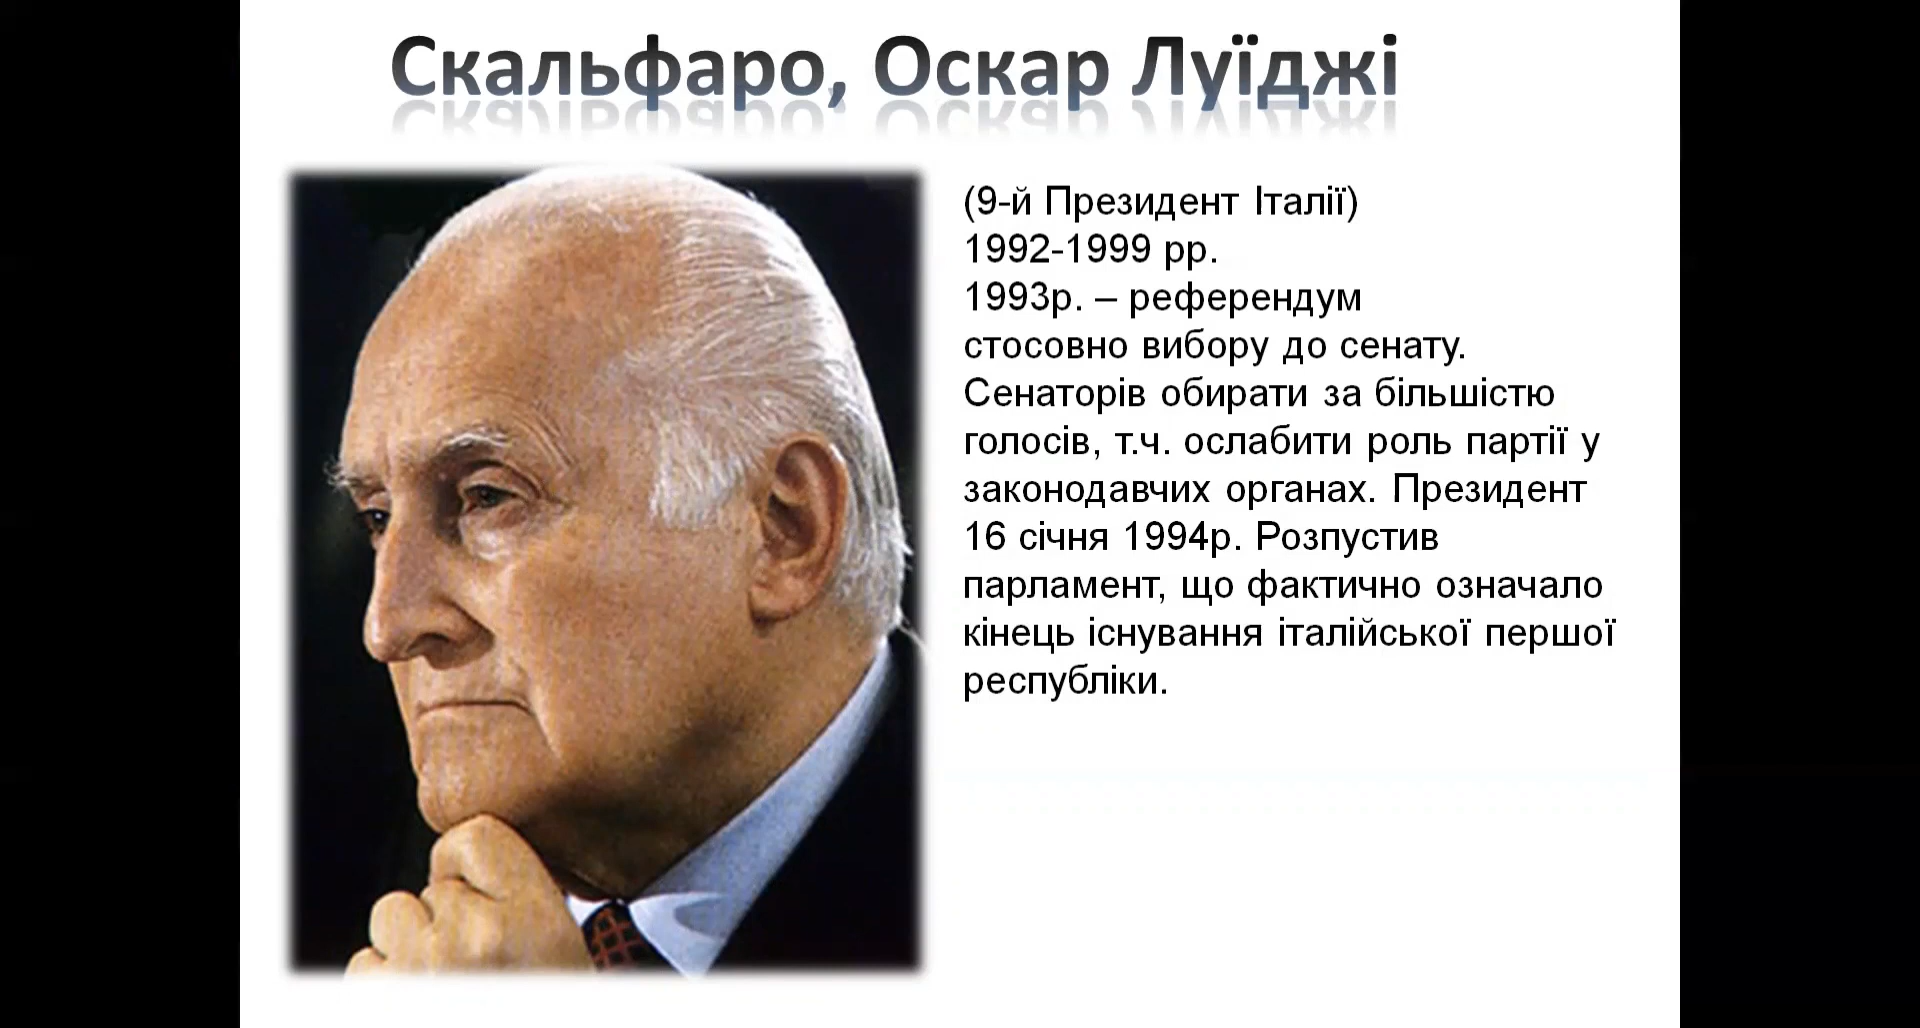 Скальфаро, Оскар Луїджі
(9-й Президент Італії)
1992-1999 рр.
1993р. – референдум
стосовно вибору до сенату.
Сенаторів обирати за більшістю
голосів, т.ч. ослабити роль партії у
законодавчих органах. Президент
16 січня 1994р. Розпустив
парламент, що фактично означало
кінець існування італійської першої
республіки.